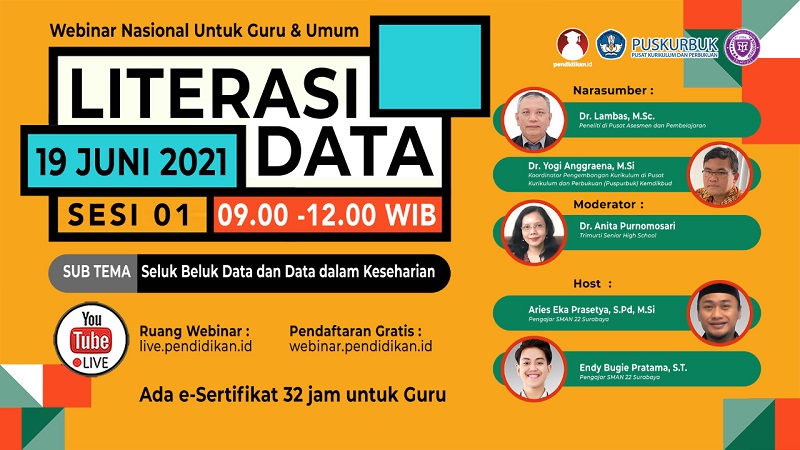 Webinar Nasional Untuk Guru & Umum
LITERASI
DATA
19 JUNI 2021
SESI 01
09.00 -12.00 WIB
SUB TEMA
Seluk Beluk Data dan Data dalam Keseharian
You
Tube
LIVE
Ruang Webinar :
live.pendidikan.id
Pendaftaran Gratis :
webinar.pendidikan.id
Ada e-Sertifikat 32 jam untuk Guru
pendidikan.id
PUSKURBUK
PUSAT KURIKULUM DAN PERBUKUAN
Narasumber :
Dr. Lambas, M.Sc.
Peneliti di Pusat Asesmen dan Pembelajaran
Dr. Yogi Anggraena, M.Si
Koordinator Pengembangan Kurikulum di Pusat
Kurikulum dan Perbukuan (Puspurbuk) Kemdikbud
Moderator :
Dr. Anita Purnomosari
Trimurti Senior High School
Host :
Aries Eka Prasetya, S.Pd, M.Si
Pengajar SMAN 22 Surabaya
Endy Bugie Pratama, S.T.
Pengajar SMAN 22 Surabaya